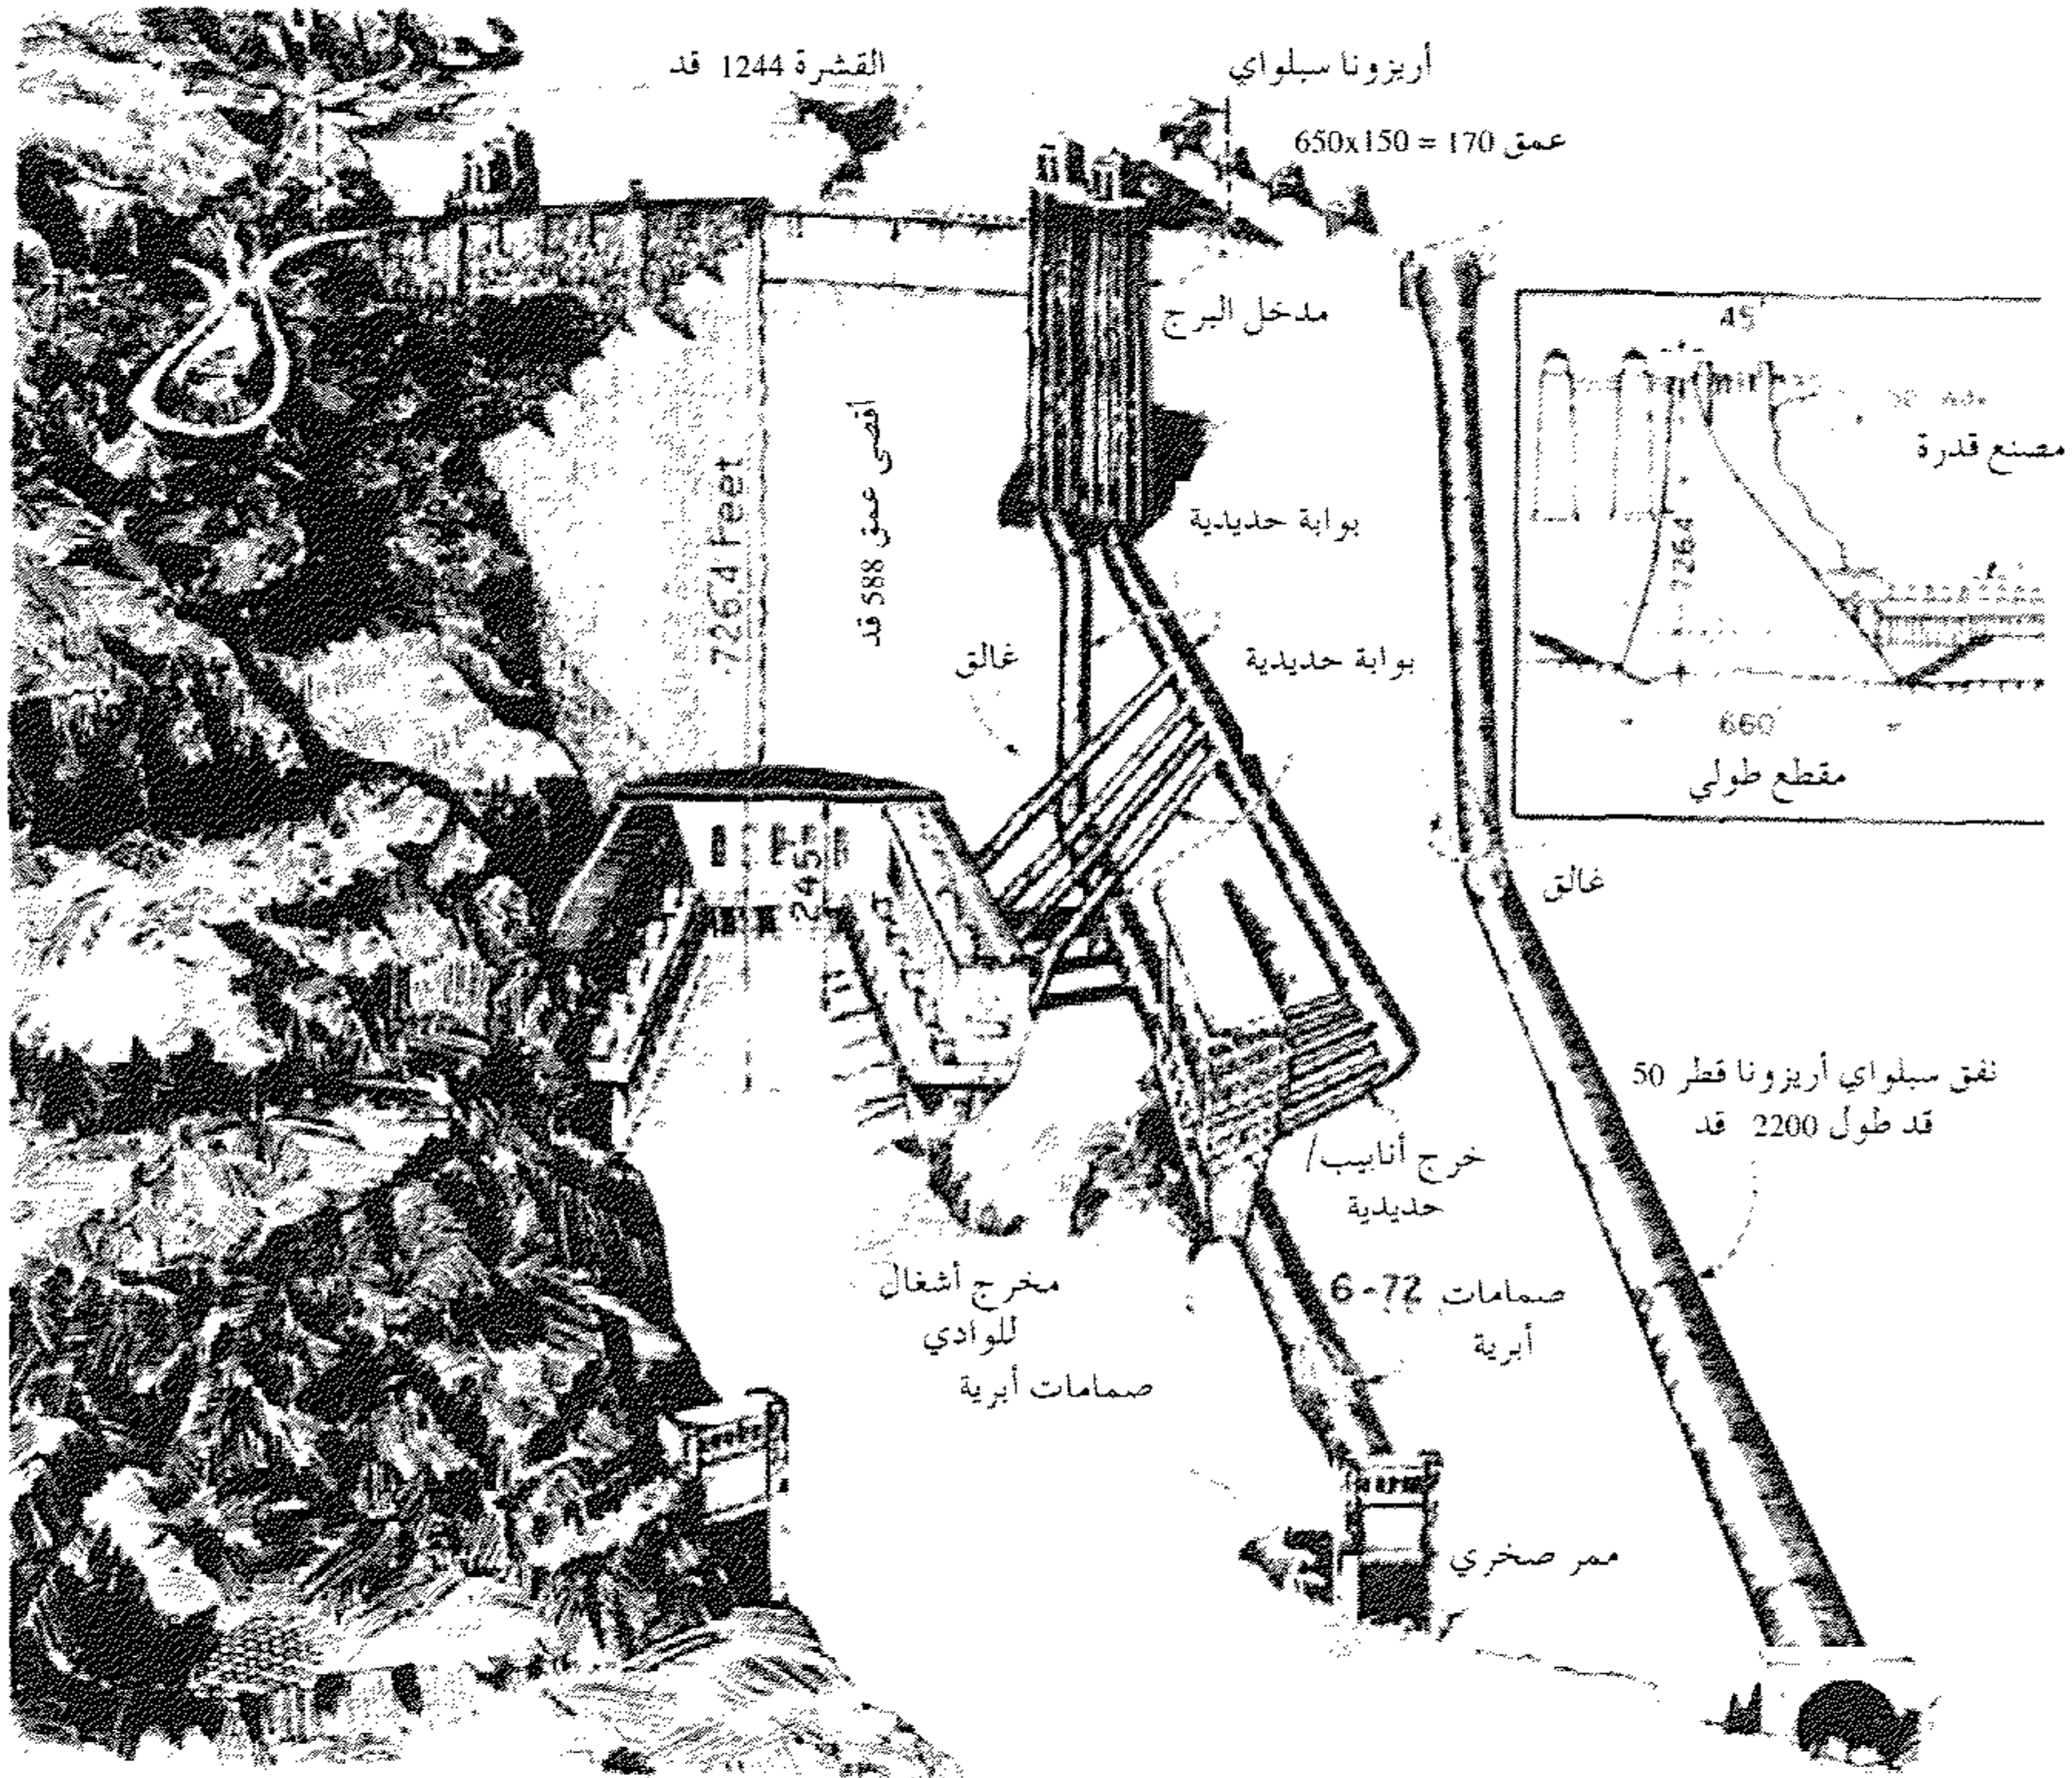 القشرة 1244 قد
أريزونا سبلواي
عمق 170 = 650x150
مدخل البرج
45'
مصنع قدرة
726.4 Feet
أقصى عمق 588 قد
بوابة حديدية
7264
غالق
بوابة حديدية
660'
مقطع طولي
245
غالق
نفق سبلواي أريزونا قطر 50
قد طول 2200 قد
خرج أنابيب/
حديدية
مخرج أشغال
للوادي
صمامات أبرية
صمامات 72-6
أبرية
ممر صخري